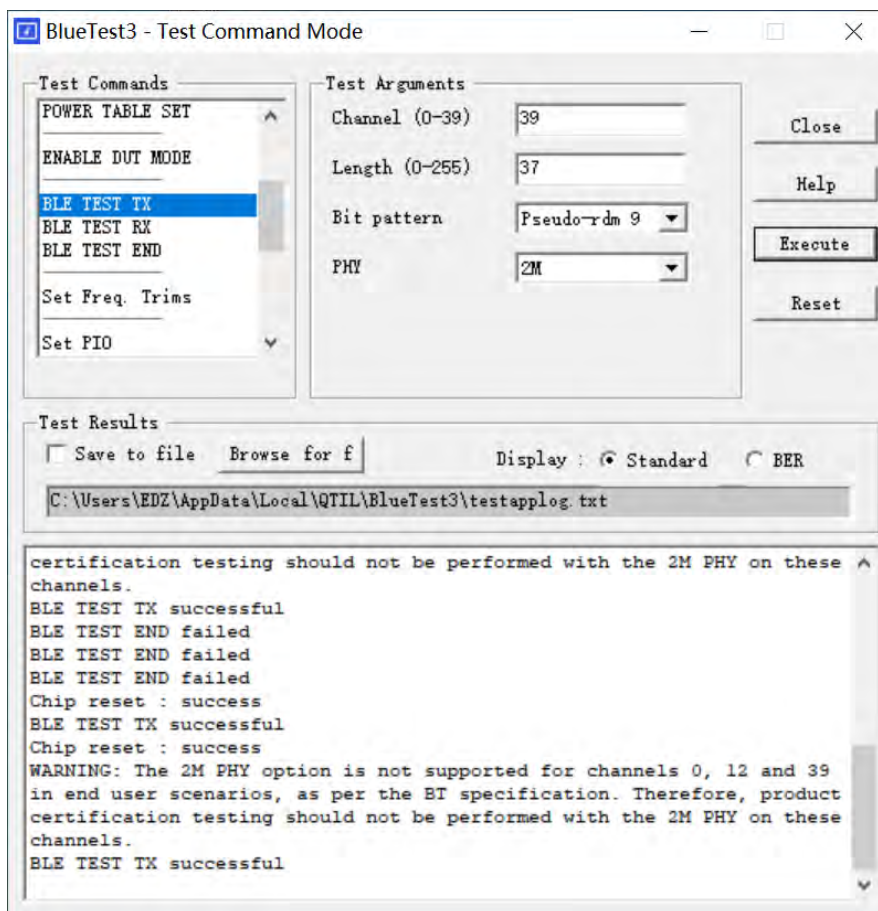 BlueTest3 - Test Command Mode
Test Commands
POWER TABLE SET
ENABLE DUT MODE
BLE TEST TX
BLE TEST RX
BLE TEST END
Set Freq. Trims
Set PIO
Test Arguments
Channel (0-39)
39
Length (0-255)
37
Bit pattern
Pseudo-rdm 9
PHY
2M
Close
Help
Execute
Reset
Test Results
Save to file
Browse for f
Display :
Standard
BER
C:\Users\EDZ\AppData\Local\QTIL\BlueTest3\testapplog.txt
certification testing should not be performed with the 2M PHY on these
channels.
BLE TEST TX successful
BLE TEST END failed
BLE TEST END failed
BLE TEST END failed
Chip reset : success
BLE TEST TX successful
Chip reset : success
WARNING: The 2M PHY option is not supported for channels 0, 12 and 39
in end user scenarios, as per the BT specification. Therefore, product
certification testing should not be performed with the 2M PHY on these
channels.
BLE TEST TX successful